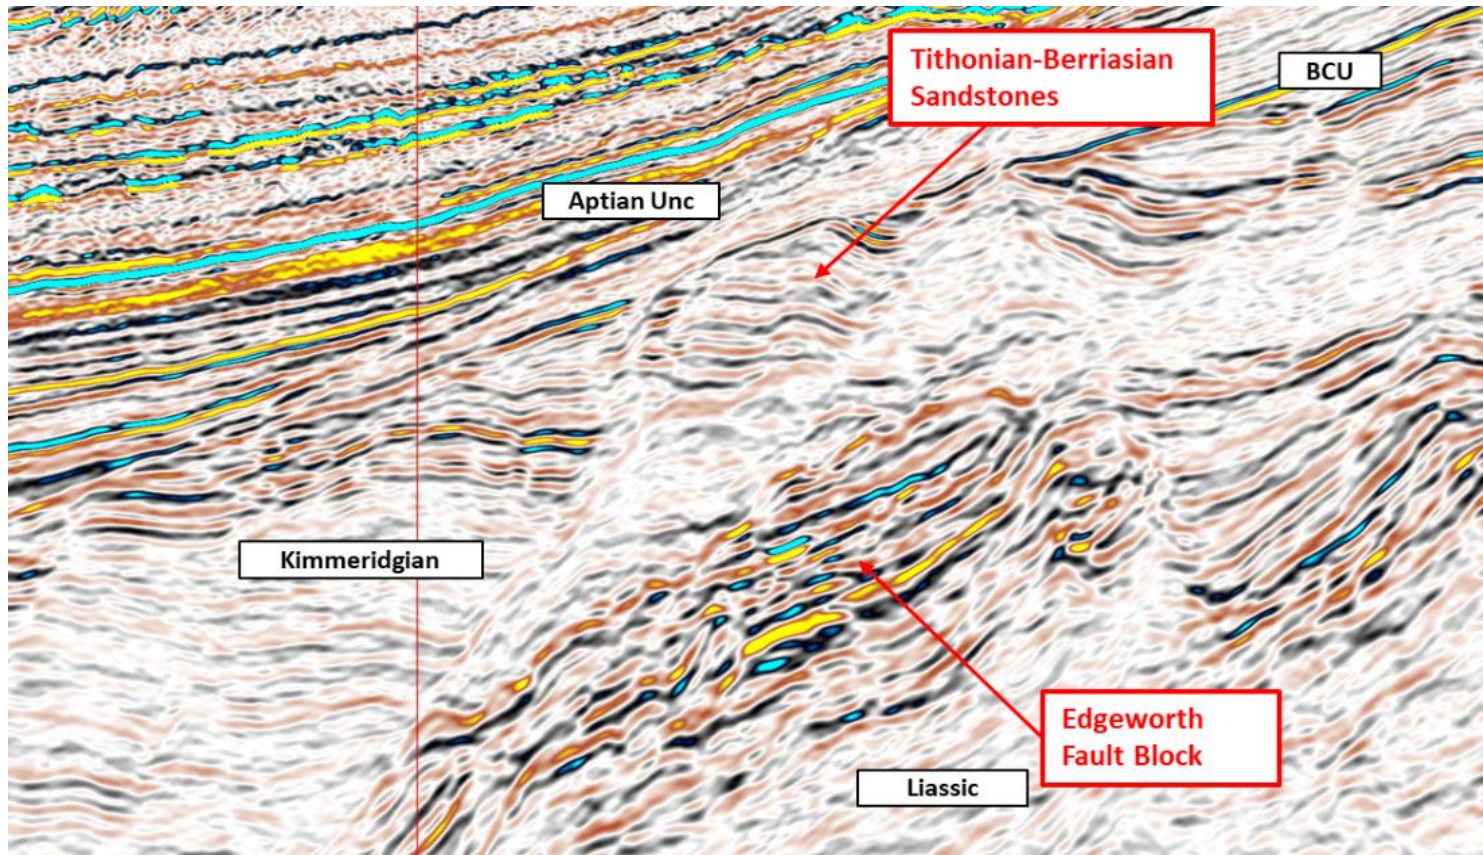 Tithonian-Berriasian
Sandstones
BCU
Aptian Unc
Kimmeridgian
Edgeworth
Fault Block
Liassic